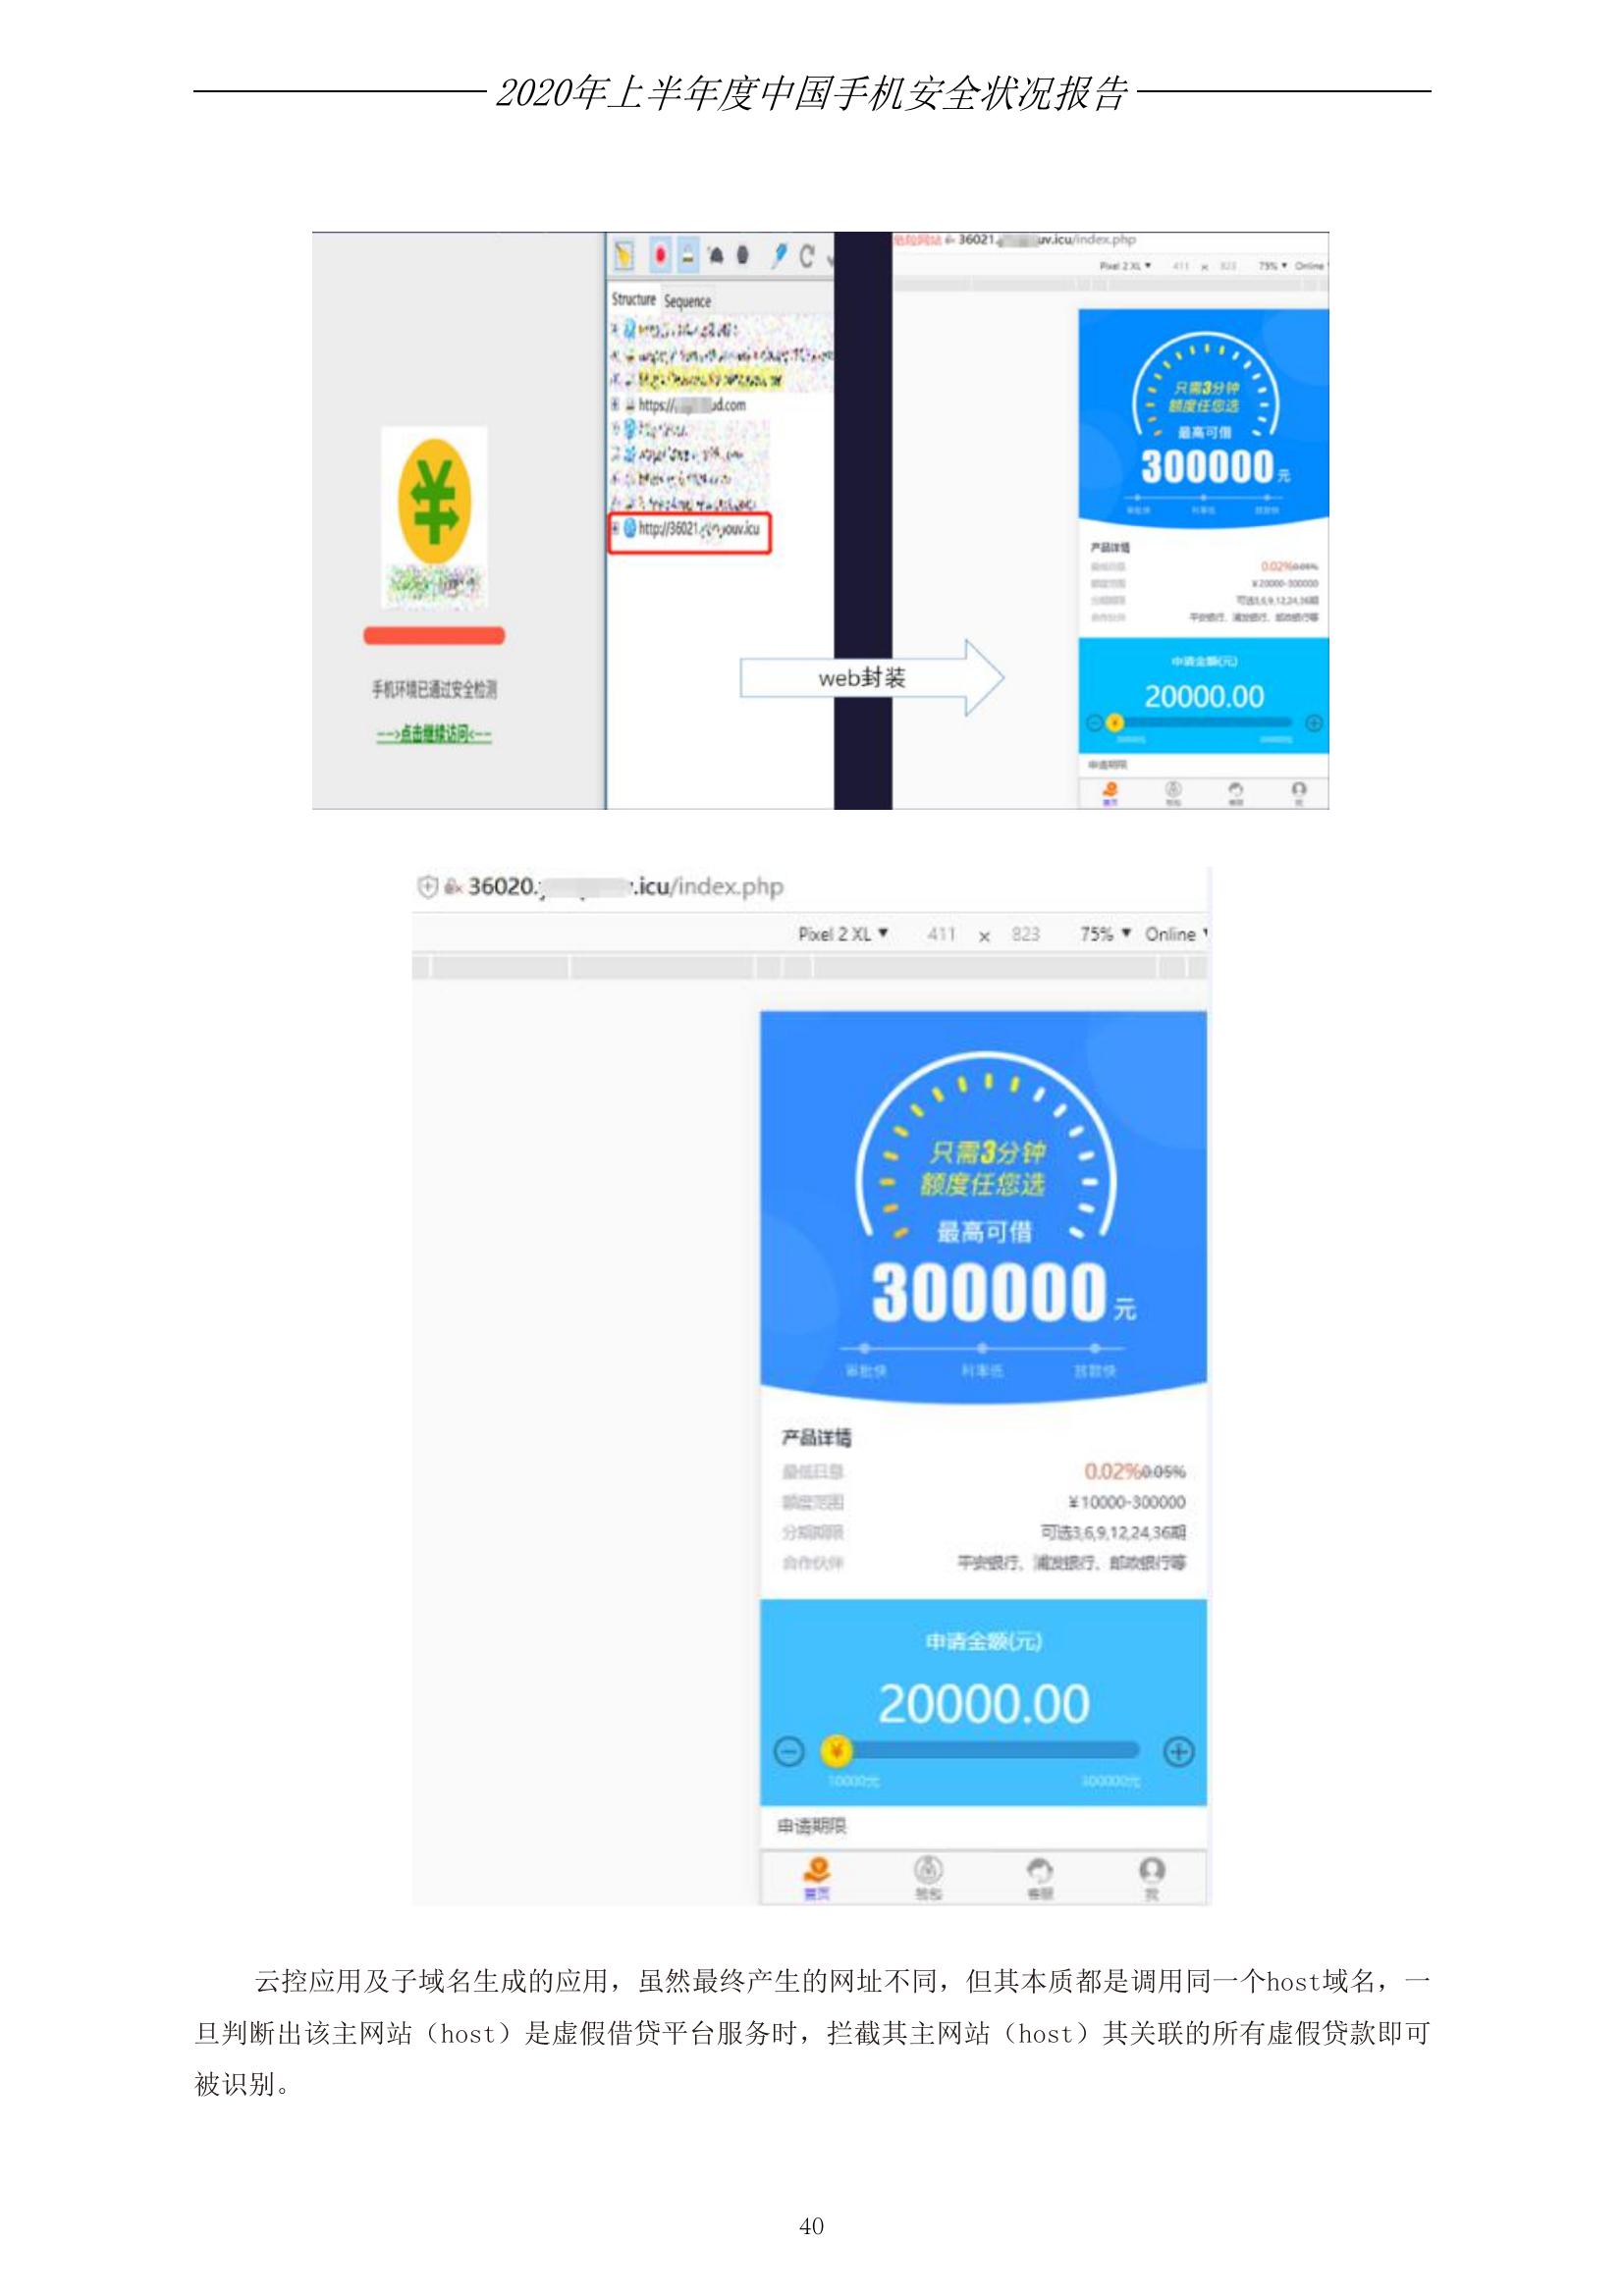 2020年上半年度中国手机安全状况报告
Structure Sequence
https:// ud.com
http://36021. ouv.icu
手机环境已通过安全检测
-->点击继续访问<--
web封装
危险网站 36021. uv.icu/index.php
Pixel 2 XL ▼ 411 x 823 75% ▼ Online
只需3分钟
额度任您选
最高可借
300000元
产品详情
0.02%0.05%
¥20000-300000
可选3,6,9,12,24,36期
平安银行、浦发银行、邮政银行等
申请金额(元)
20000.00
申请期限
首页 钱包 客服 我
36020. .icu/index.php
Pixel 2 XL ▼ 411 x 823 75% ▼ Online
只需3分钟
额度任您选
最高可借
300000元
审批快 利率低 放款快
产品详情
最低日息 0.02%0.05%
额度范围 ¥10000-300000
分期期限 可选3,6,9,12,24,36期
合作伙伴 平安银行、浦发银行、邮政银行等
申请金额(元)
20000.00
10000元 300000元
申请期限
首页 钱包 客服 我
云控应用及子域名生成的应用，虽然最终产生的网址不同，但其本质都是调用同一个host域名，一
旦判断出该主网站（host）是虚假借贷平台服务时，拦截其主网站（host）其关联的所有虚假贷款即可
被识别。
40